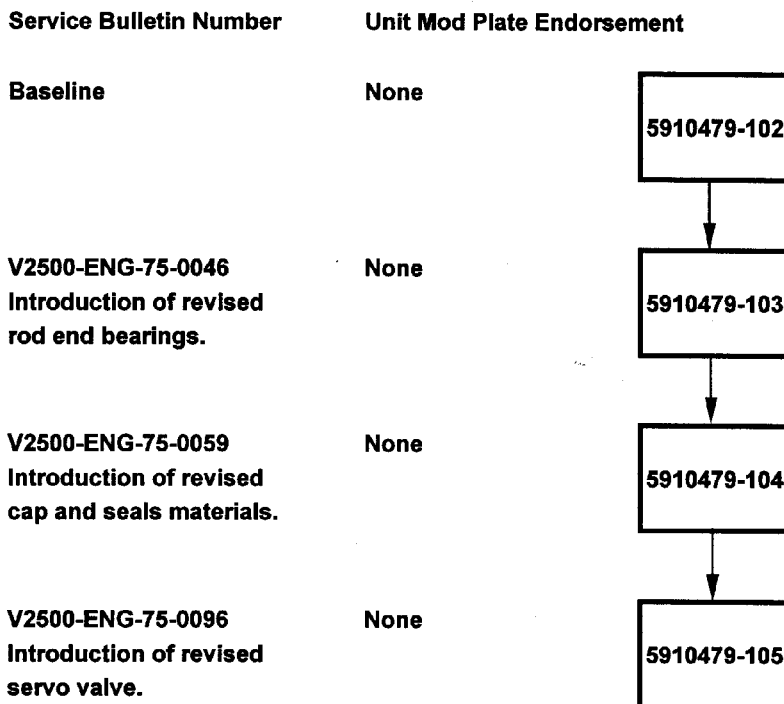 Service Bulletin Number Unit Mod Plate Endorsement
Baseline None
5910479-102
V2500-ENG-75-0046 None
Introduction of revised 5910479-103
rod end bearings.
V2500-ENG-75-0059 None
Introduction of revised 5910479-104
cap and seals materials.
V2500-ENG-75-0096 None
Introduction of revised 5910479-105
servo valve.